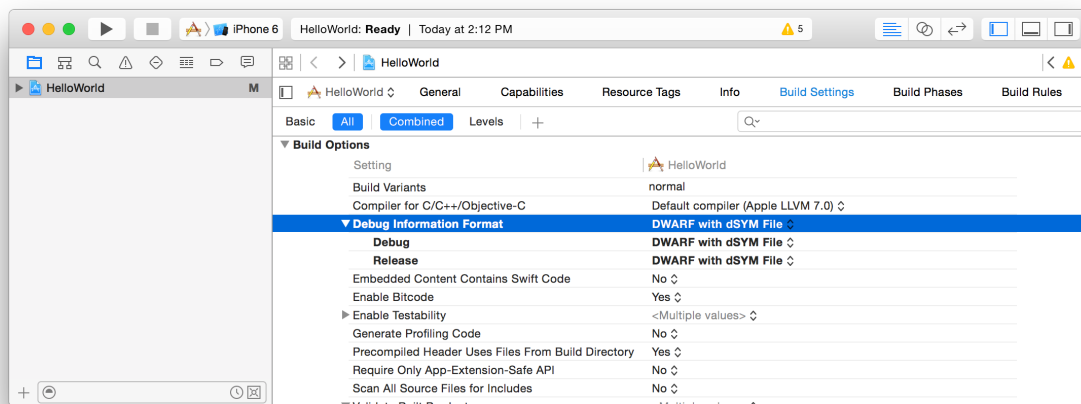 iPhone 6 HelloWorld: Ready | Today at 2:12 PM 5
HelloWorld
HelloWorld M
HelloWorld General Capabilities Resource Tags Info Build Settings Build Phases Build Rules
Basic All Combined Levels
Build Options
Setting HelloWorld
Build Variants normal
Compiler for C/C++/Objective-C Default compiler (Apple LLVM 7.0)
Debug Information Format DWARF with dSYM File
Debug DWARF with dSYM File
Release DWARF with dSYM File
Embedded Content Contains Swift Code No
Enable Bitcode Yes
Enable Testability <Multiple values>
Generate Profiling Code No
Precompiled Header Uses Files From Build Directory Yes
Require Only App-Extension-Safe API No
Scan All Source Files for Includes No